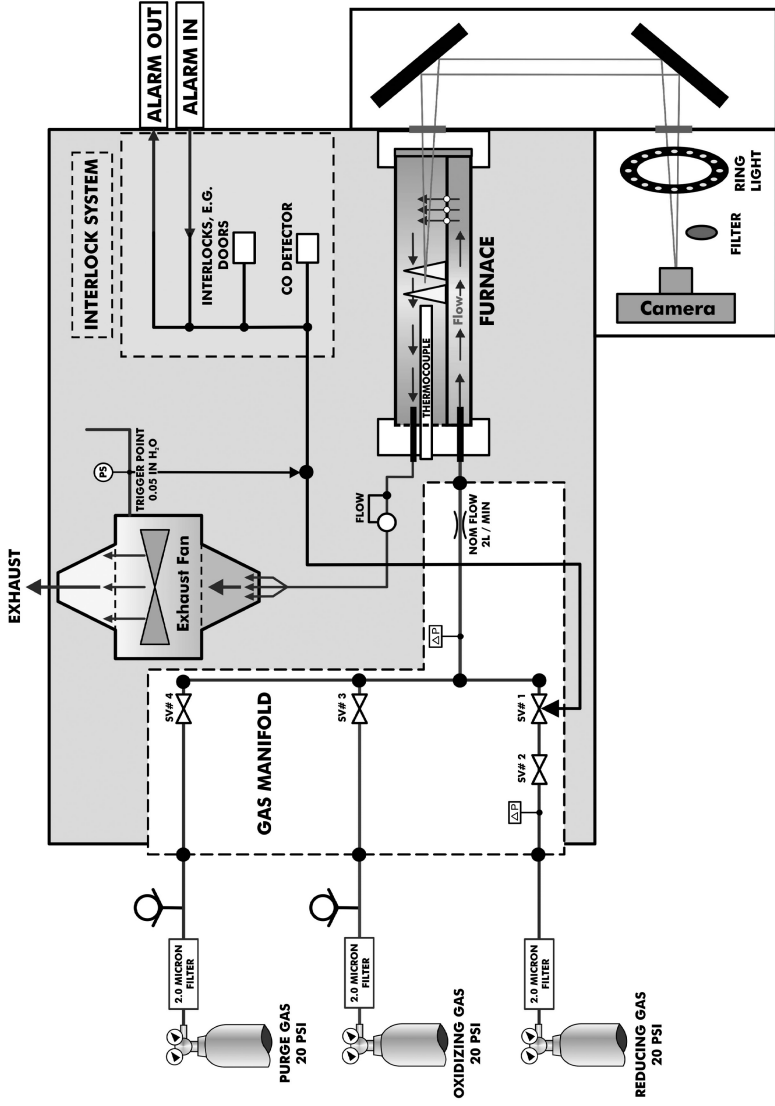 ALARM OUT
ALARM IN
INTERLOCK SYSTEM
INTERLOCKS, E.G.
DOORS
CO DETECTOR
EXHAUST
Exhaust Fan
PS
TRIGGER POINT
0.05 IN H₂O
FLOW
THERMOCOUPLE
Flow
FURNACE
RING
LIGHT
FILTER
Camera
NOM FLOW
2L / MIN
△P
GAS MANIFOLD
SV# 4
SV# 3
SV# 1
SV# 2
△P
2.0 MICRON
FILTER
PURGE GAS
20 PSI
2.0 MICRON
FILTER
OXIDIZING GAS
20 PSI
2.0 MICRON
FILTER
REDUCING GAS
20 PSI